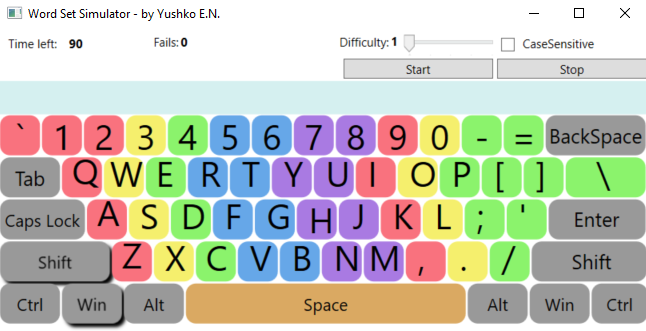 Word Set Simulator - by Yushko E.N.
Time left: 90 Fails: 0 Difficulty: 1 CaseSensitive
Start Stop
` 1 2 3 4 5 6 7 8 9 0 - = BackSpace
Tab Q W E R T Y U I O P [ ] \
Caps Lock A S D F G H J K L ; ' Enter
Shift Z X C V B N M , . / Shift
Ctrl Win Alt Space Alt Win Ctrl